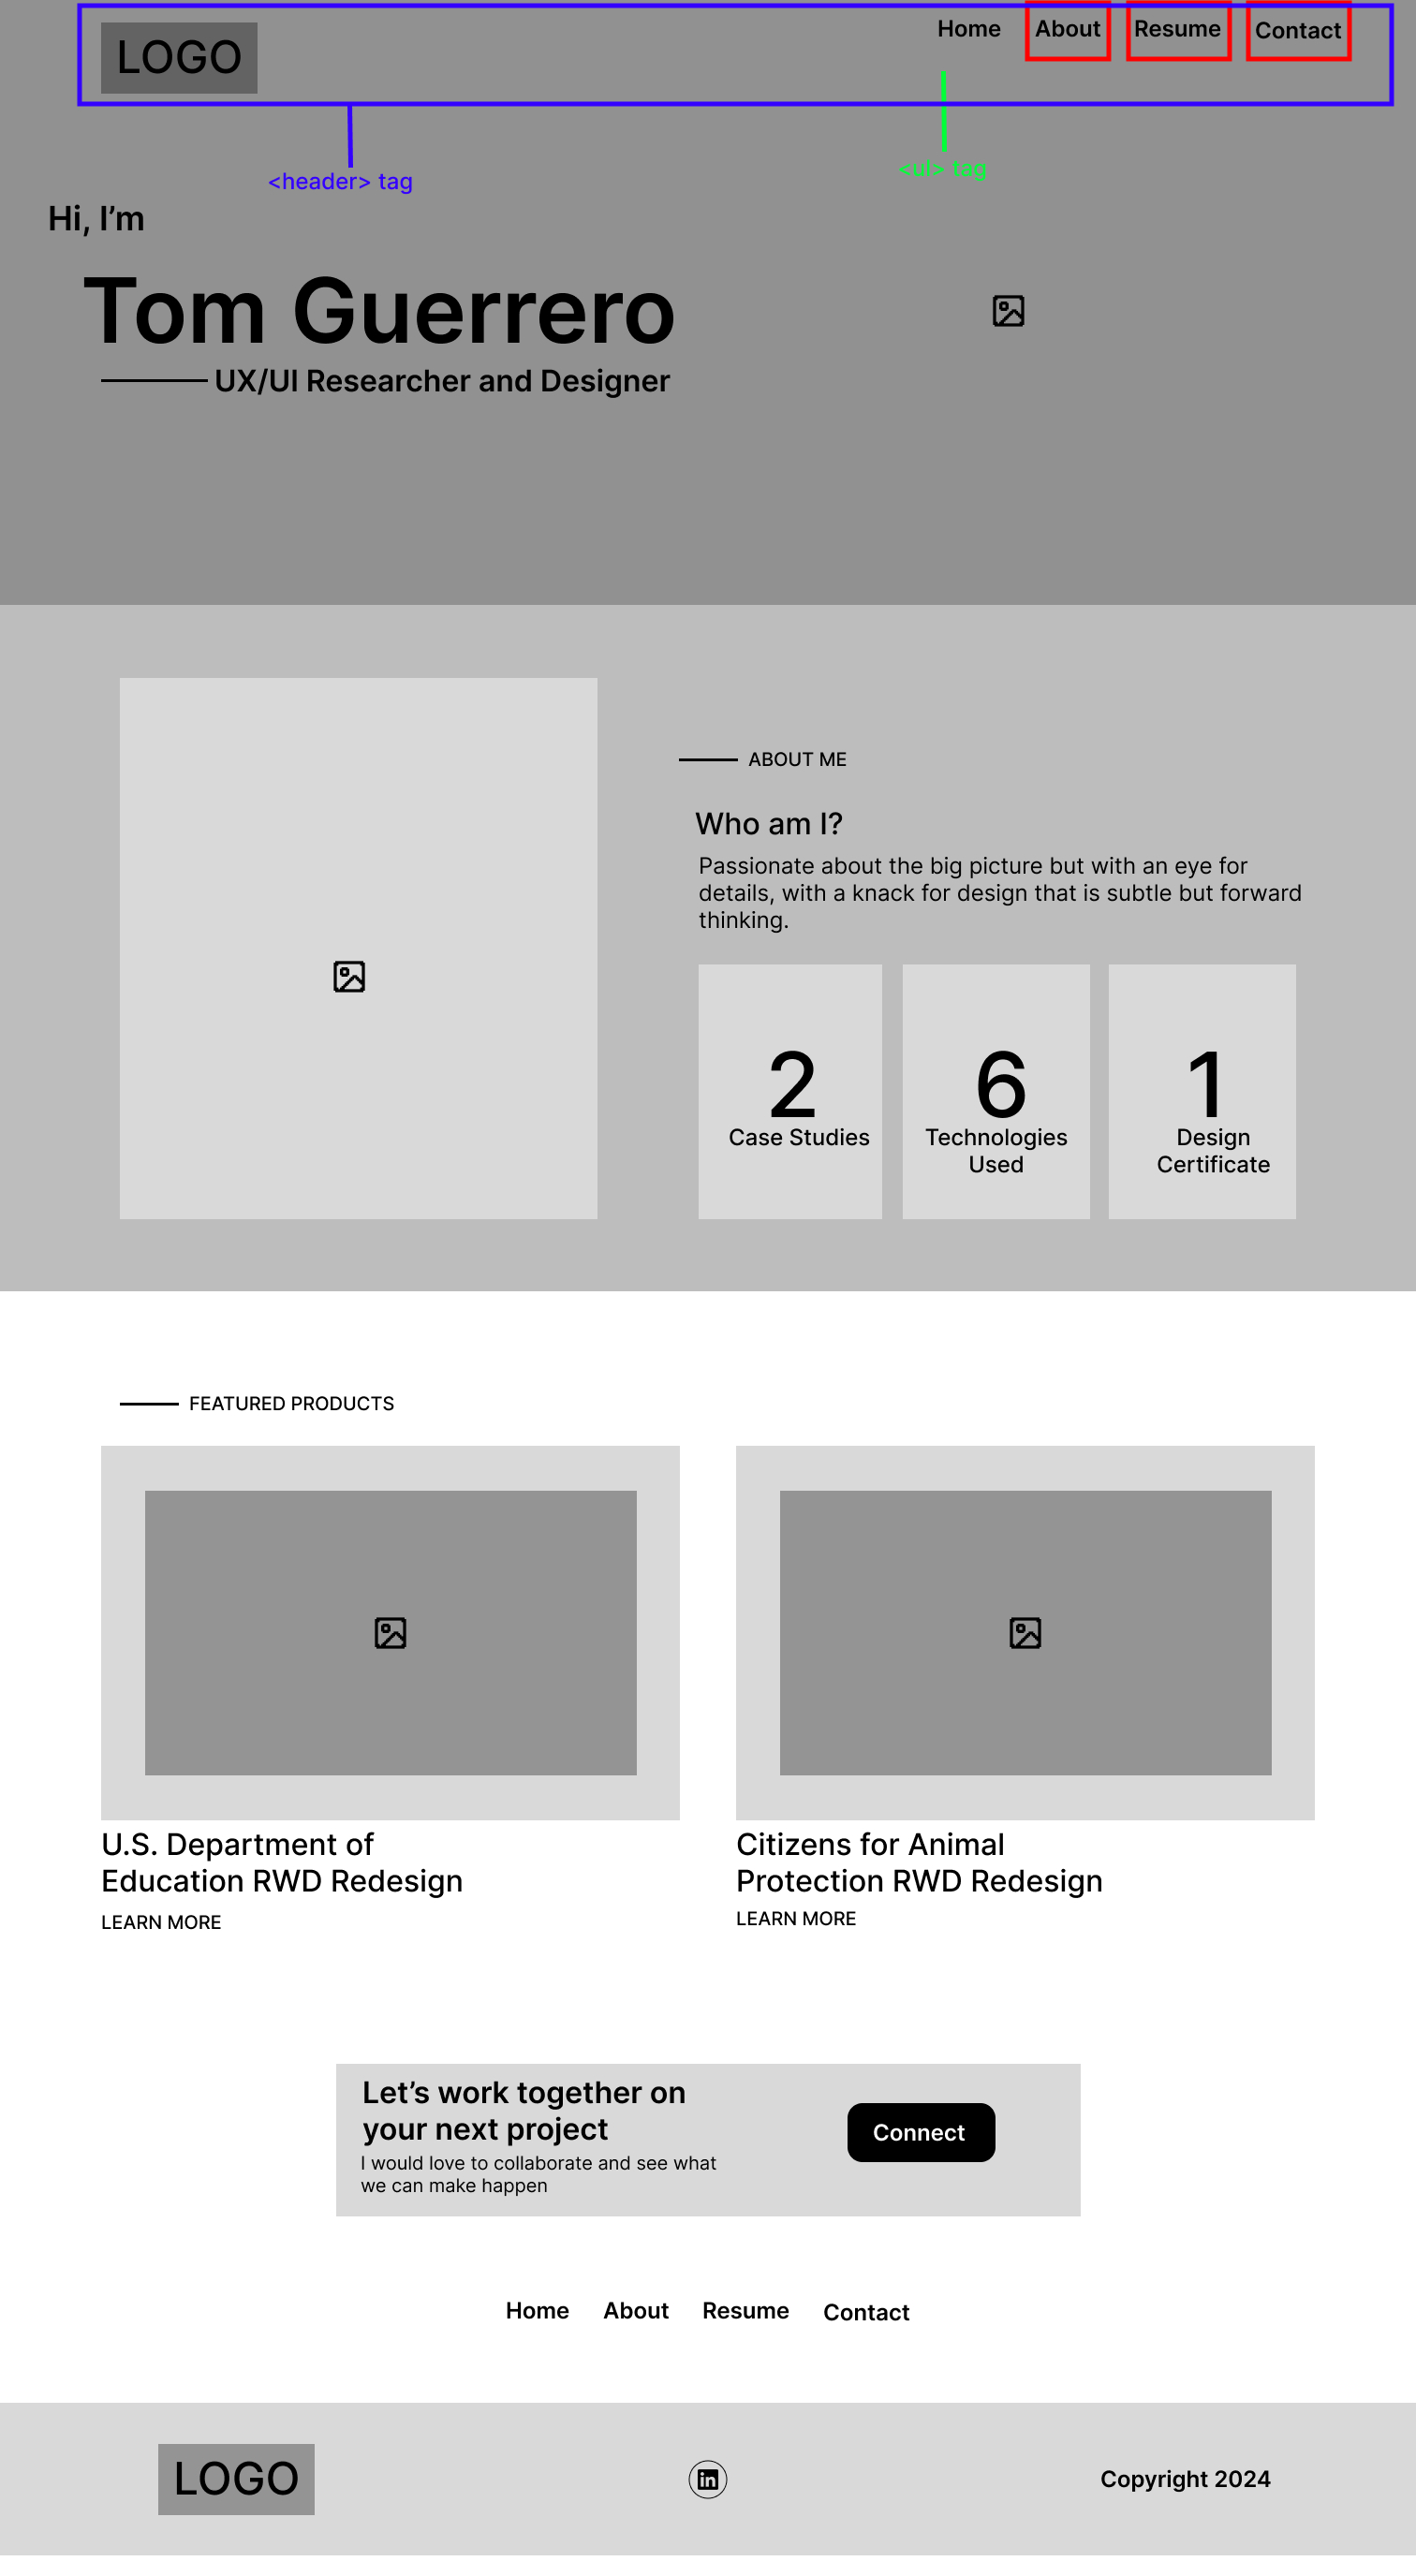 LOGO
Home About Resume Contact
<header> tag
<ul> tag
Hi, I’m
Tom Guerrero
UX/UI Researcher and Designer
ABOUT ME
Who am I?
Passionate about the big picture but with an eye for
details, with a knack for design that is subtle but forward
thinking.
2
Case Studies
6
Technologies
Used
1
Design
Certificate
FEATURED PRODUCTS
U.S. Department of
Education RWD Redesign
LEARN MORE
Citizens for Animal
Protection RWD Redesign
LEARN MORE
Let’s work together on
your next project
I would love to collaborate and see what
we can make happen
Connect
Home About Resume Contact
LOGO
in
Copyright 2024